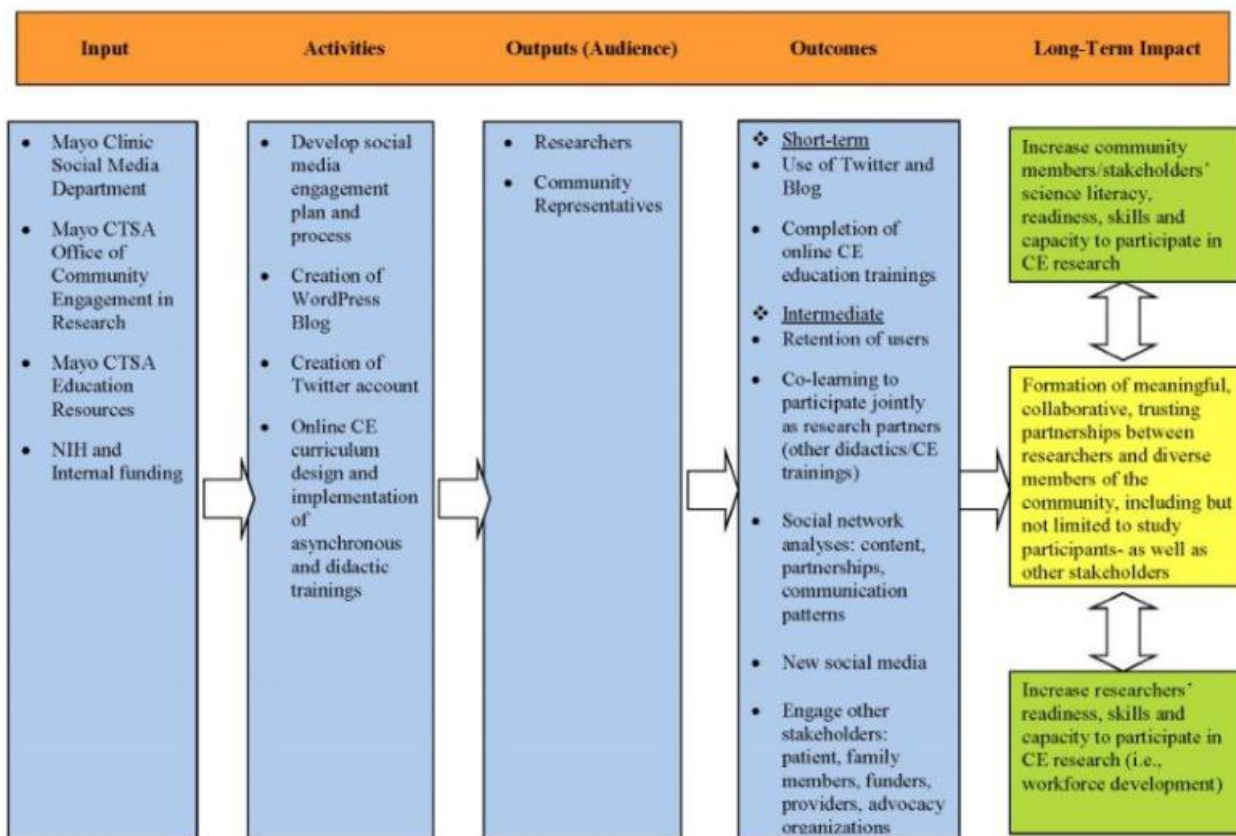 Input Activities Outputs (Audience) Outcomes Long-Term Impact
• Mayo Clinic
Social Media
Department
• Mayo CTSA
Office of
Community
Engagement in
Research
• Mayo CTSA
Education
Resources
• NIH and
Internal funding
• Develop social
media
engagement
plan and
process
• Creation of
WordPress
Blog
• Creation of
Twitter account
• Online CE
curriculum
design and
implementation
of
asynchronous
and didactic
trainings
• Researchers
• Community
Representatives
❖ Short-term
• Use of Twitter and
Blog
• Completion of
online CE
education trainings
❖ Intermediate
• Retention of users
• Co-learning to
participate jointly
as research partners
(other didactics/CE
trainings)
• Social network
analyses: content,
partnerships,
communication
patterns
• New social media
• Engage other
stakeholders:
patient, family
members, funders,
providers, advocacy
organizations
Increase community
members/stakeholders´
science literacy,
readiness, skills and
capacity to participate in
CE research
Formation of meaningful,
collaborative, trusting
partnerships between
researchers and diverse
members of the
community, including but
not limited to study
participants- as well as
other stakeholders
Increase researchers´
readiness, skills and
capacity to participate in
CE research (i.e.,
workforce development)